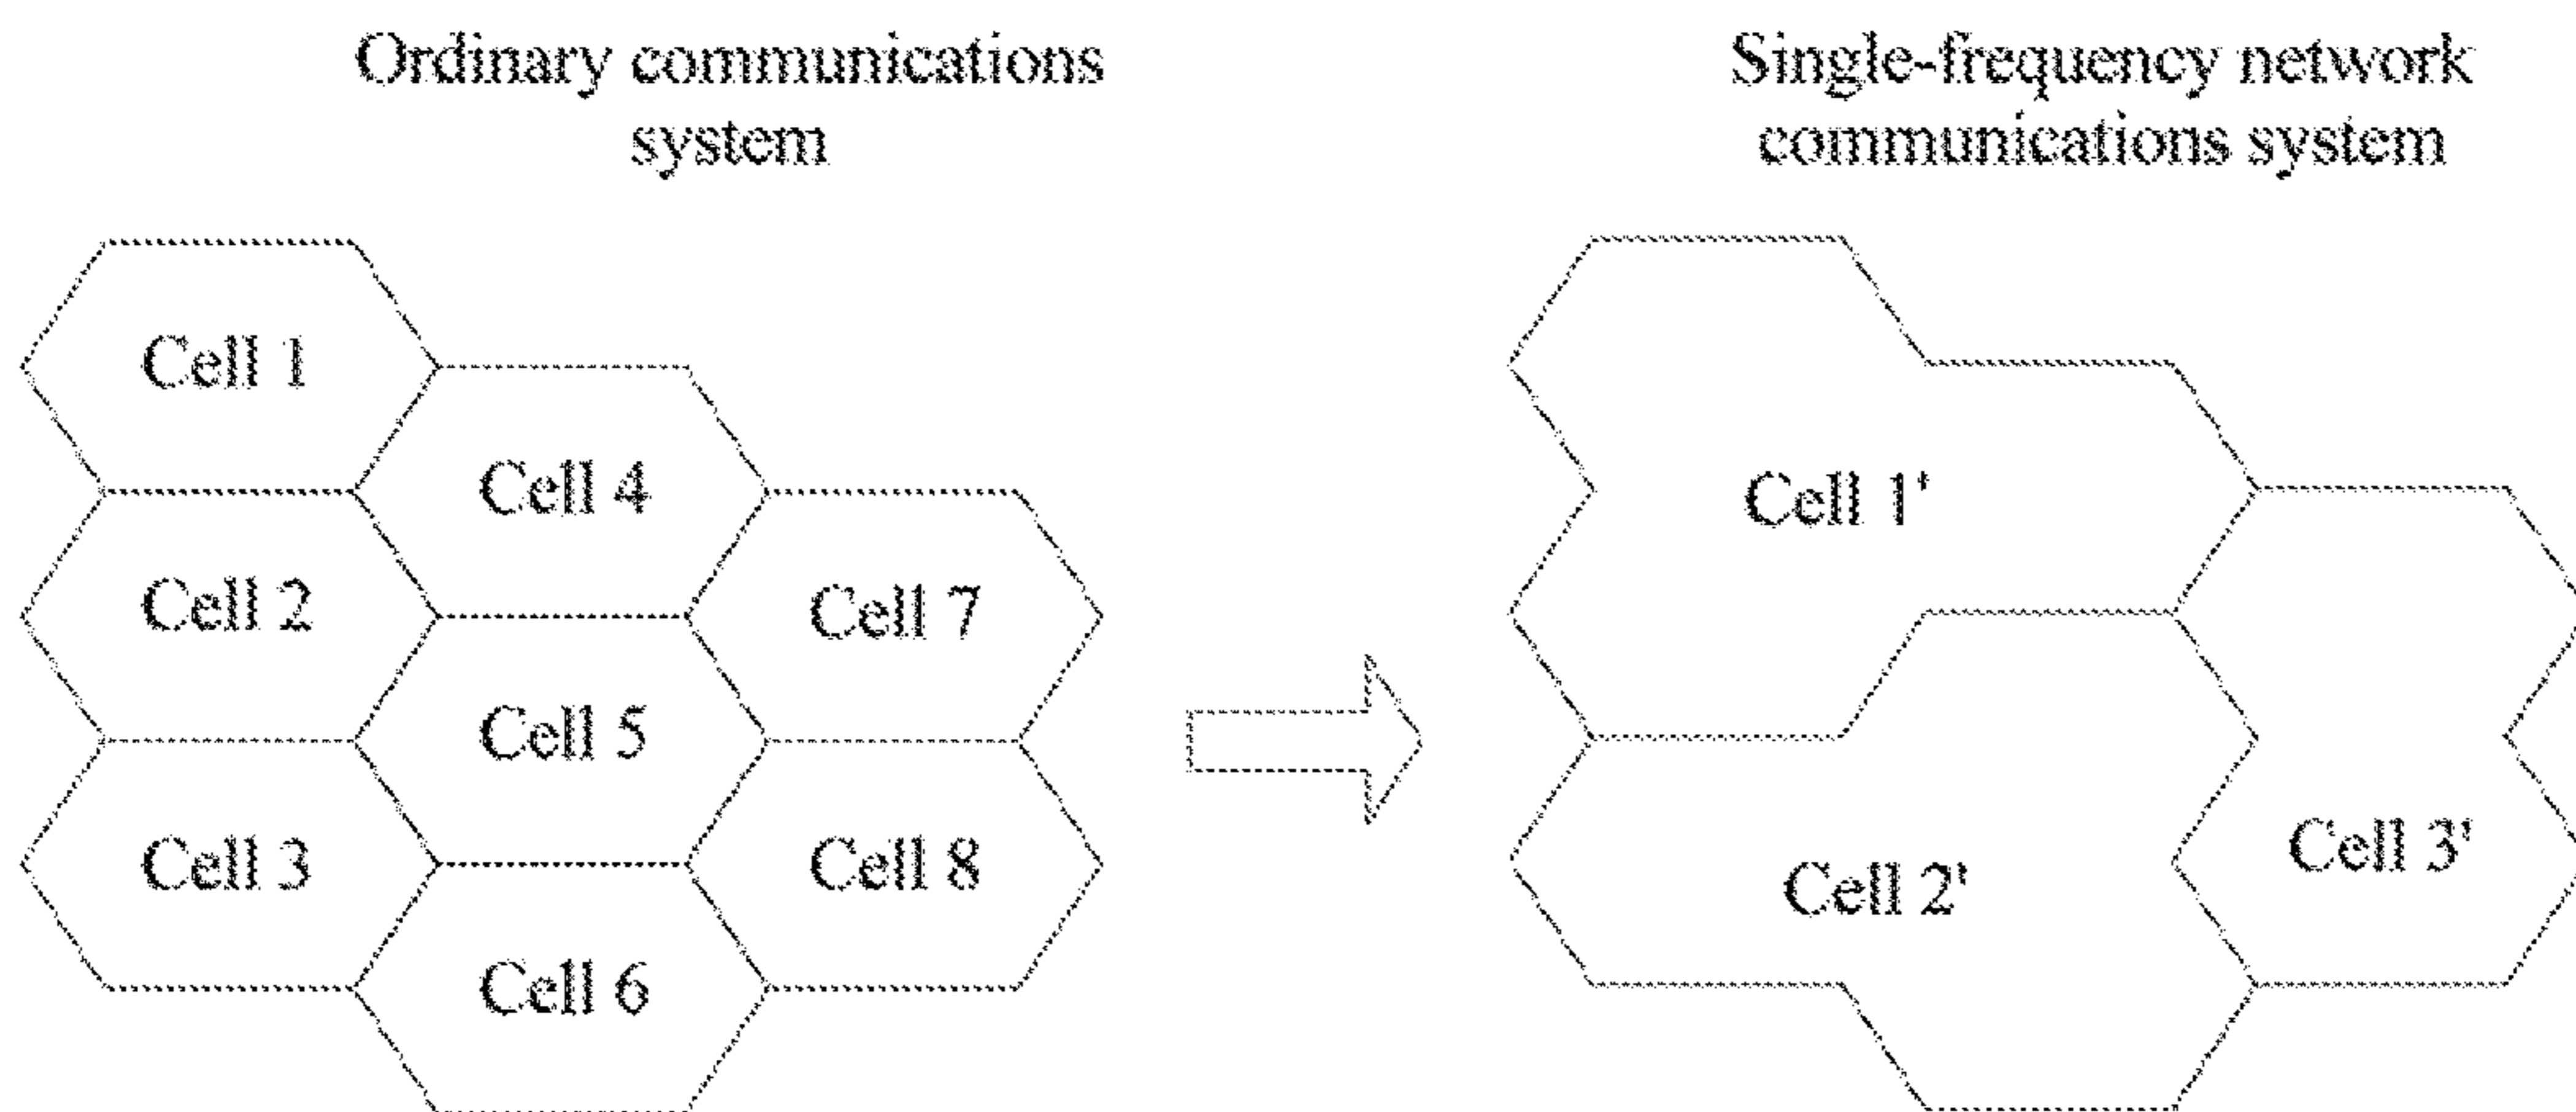 Ordinary communications
system
Single-frequency network
communications system
Cell 1
Cell 4
Cell 2
Cell 7
Cell 5
Cell 3
Cell 8
Cell 6
Cell 1'
Cell 3'
Cell 2'